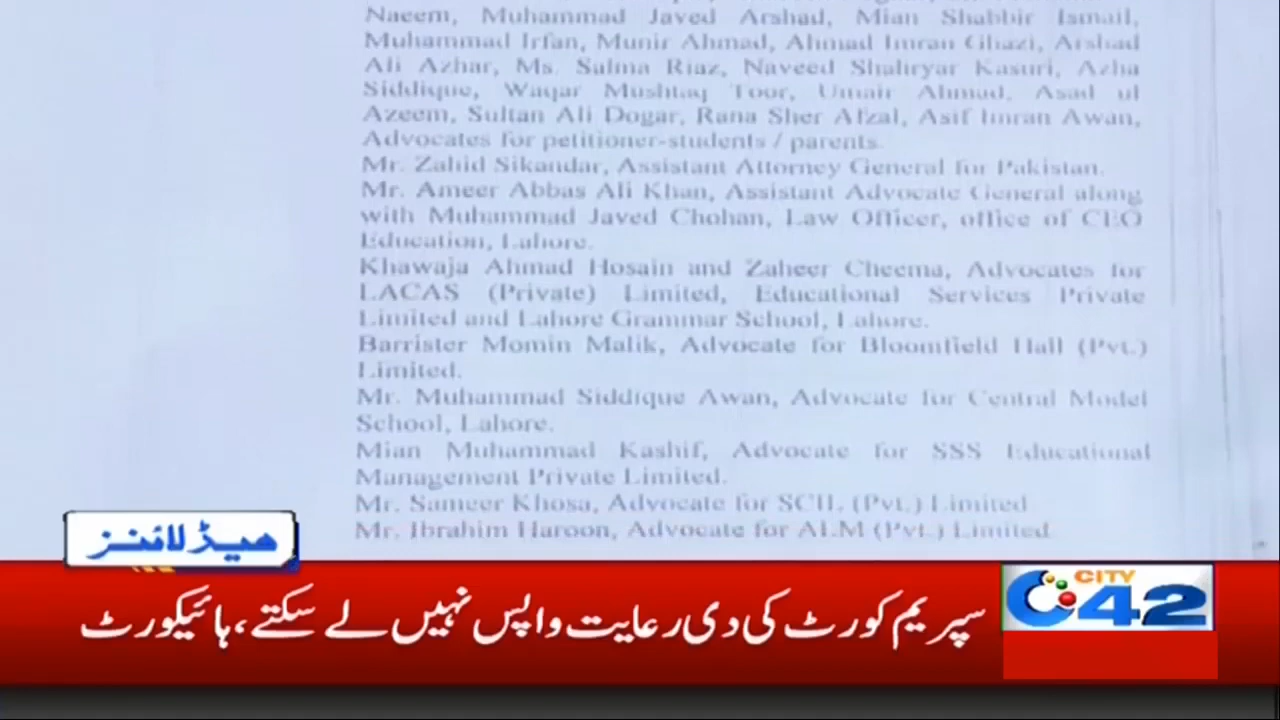 Naeem, Muhammad Javed Arshad, Mian Shabbir Ismail,
Muhammad Irfan, Munir Ahmad, Ahmad Imran Ghazi, Arshad
Ali Azhar, Ms. Salma Riaz, Naveed Shahryar Kasuri, Azha
Siddique, Waqar Mushtaq Toor, Umair Ahmad, Asad ul
Azeem, Sultan Ali Dogar, Rana Sher Afzal, Asif Imran Awan,
Advocates for petitioner-students / parents.
Mr. Zahid Sikandar, Assistant Attorney General for Pakistan.
Mr. Ameer Abbas Ali Khan, Assistant Advocate General along
with Muhammad Javed Chohan, Law Officer, office of CEO
Education, Lahore.
Khawaja Ahmad Hosain and Zaheer Cheema, Advocates for
LACAS (Private) Limited, Educational Services Private
Limited and Lahore Grammar School, Lahore.
Barrister Momin Malik, Advocate for Bloomfield Hall (Pvt.)
Limited.
Mr. Muhammad Siddique Awan, Advocate for Central Model
School, Lahore.
Mian Muhammad Kashif, Advocate for SSS Educational
Management Private Limited.
Mr. Sameer Khosa, Advocate for SCIL (Pvt.) Limited
Mr. Ibrahim Haroon, Advocate for ALM (Pvt.) Limited
ہیڈلائنز
سپریم کورٹ کی دی رعایت واپس نہیں لے سکتے، ہائیکورٹ
CITY
42